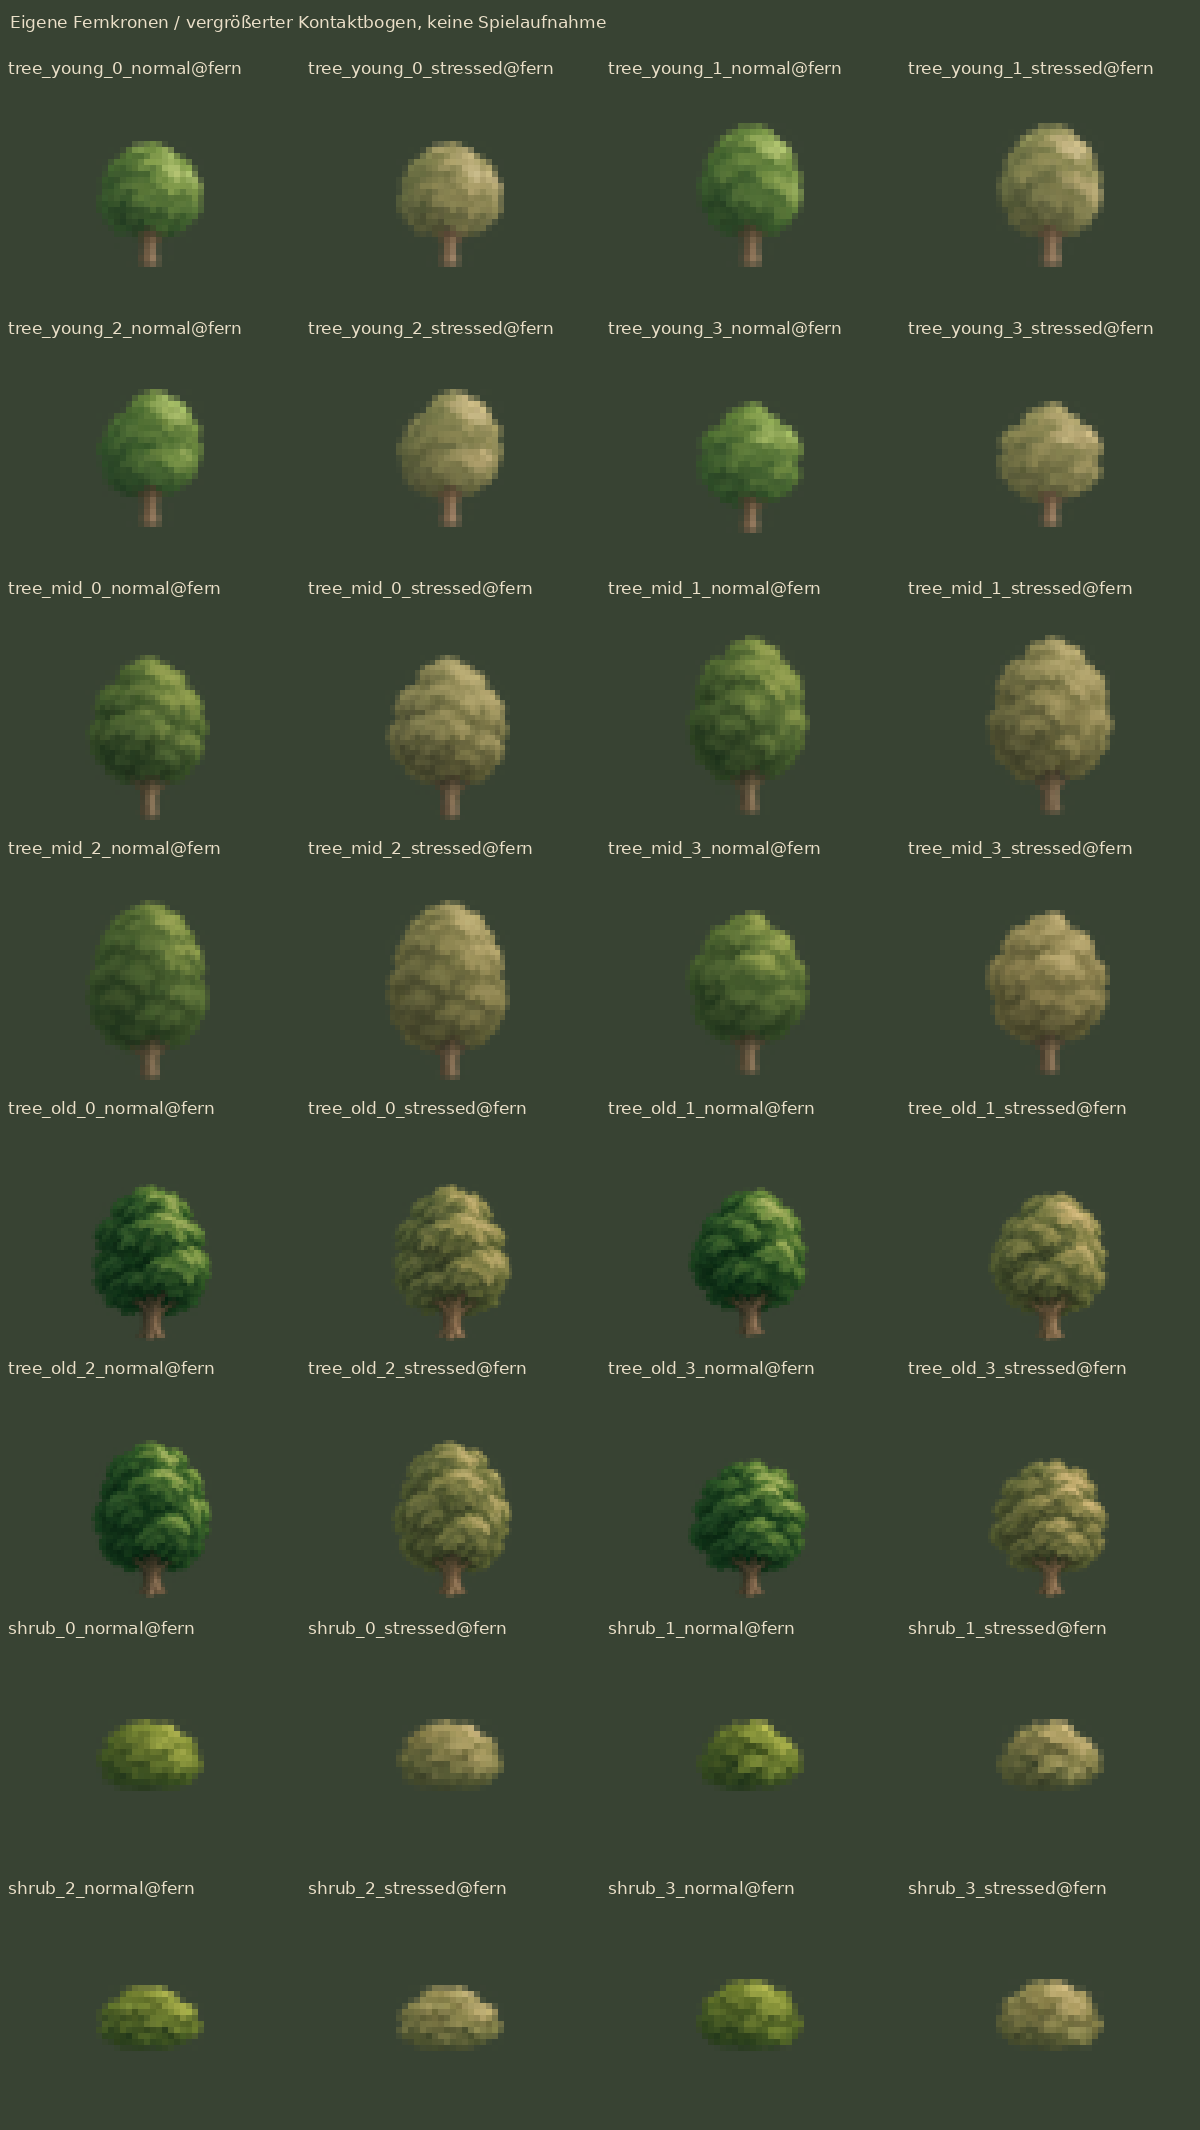 Eigene Fernkronen / vergrößerter Kontaktbogen, keine Spielaufnahme
tree_young_0_normal@fern tree_young_0_stressed@fern tree_young_1_normal@fern tree_young_1_stressed@fern
tree_young_2_normal@fern tree_young_2_stressed@fern tree_young_3_normal@fern tree_young_3_stressed@fern
tree_mid_0_normal@fern tree_mid_0_stressed@fern tree_mid_1_normal@fern tree_mid_1_stressed@fern
tree_mid_2_normal@fern tree_mid_2_stressed@fern tree_mid_3_normal@fern tree_mid_3_stressed@fern
tree_old_0_normal@fern tree_old_0_stressed@fern tree_old_1_normal@fern tree_old_1_stressed@fern
tree_old_2_normal@fern tree_old_2_stressed@fern tree_old_3_normal@fern tree_old_3_stressed@fern
shrub_0_normal@fern shrub_0_stressed@fern shrub_1_normal@fern shrub_1_stressed@fern
shrub_2_normal@fern shrub_2_stressed@fern shrub_3_normal@fern shrub_3_stressed@fern